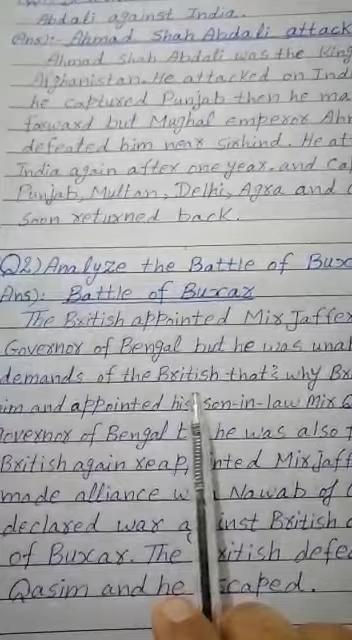 Abdali against India.
Ans):- Ahmad Shah Abdali attack
Ahmad Shah Abdali was the King
Afghanistan. He attacked on Ind
he captured Punjab then he ma
forward but Mughal emperor Ahm
defeated him near Sirhind. He at
India again after one year. and Ca
Punjab, Multan, Delhi, Agra and
Soon returned back.
Q2) Analyze the Battle of Bux
Ans): Battle of Buxar
The British appointed Mir Jaffer
Governor of Bengal but he was unab
demands of the British that's why Br
im and appointed his son-in-law Mir Q
Governor of Bengal he was also
British again reap nted Mir Jaff
made alliance w Nawab of
declared war a inst British
of Buxar. The itish defe
Qasim and he scaped.